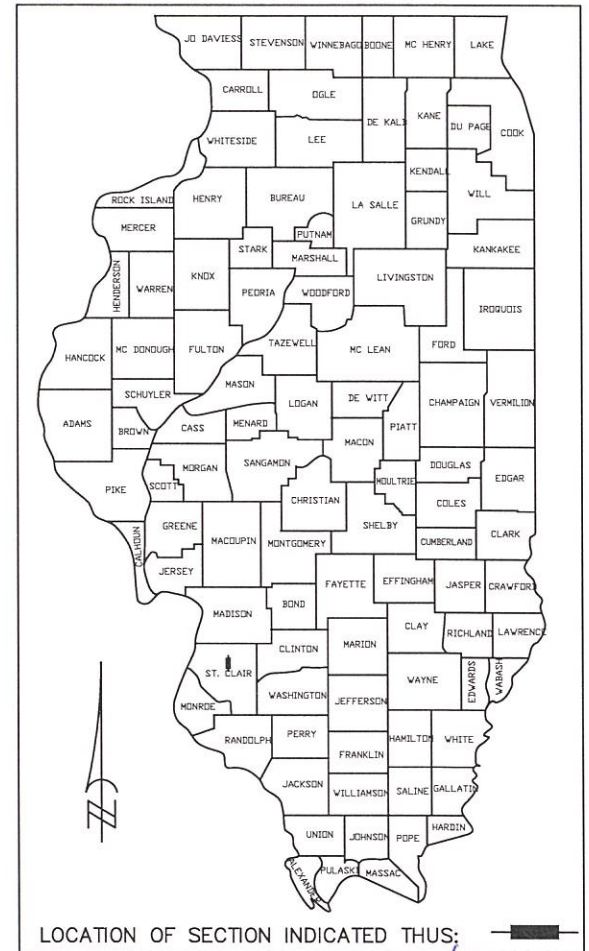 JO DAVIESS STEVENSON WINNEBAGO BOONE MC HENRY LAKE
CARROLL OGLE DE KALB KANE DU PAGE COOK
WHITESIDE LEE
KENDALL WILL
ROCK ISLAND HENRY BUREAU LA SALLE GRUNDY
MERCER PUTNAM
STARK MARSHALL KANKAKEE
HENDERSON WARREN KNOX PEORIA WOODFORD LIVINGSTON IROQUOIS
HANCOCK MC DONOUGH FULTON TAZEWELL MC LEAN FORD
MASON
SCHUYLER LOGAN DE WITT CHAMPAIGN VERMILION
ADAMS BROWN CASS MENARD MACON PIATT
SANGAMON DOUGLAS
PIKE SCOTT MORGAN CHRISTIAN MOULTRIE COLES EDGAR
CALHOUN GREENE MACOUPIN MONTGOMERY SHELBY CUMBERLAND CLARK
JERSEY
FAYETTE EFFINGHAM JASPER CRAWFORD
MADISON BOND
CLAY RICHLAND LAWRENCE
CLINTON MARION
ST. CLAIR WAYNE EDWARDS WABASH
WASHINGTON JEFFERSON
MONROE
RANDOLPH PERRY HAMILTON WHITE
FRANKLIN
JACKSON WILLIAMSON SALINE GALLATIN
UNION JOHNSON POPE HARDIN
ALEXANDER PULASKI MASSAC
N
LOCATION OF SECTION INDICATED THUS: